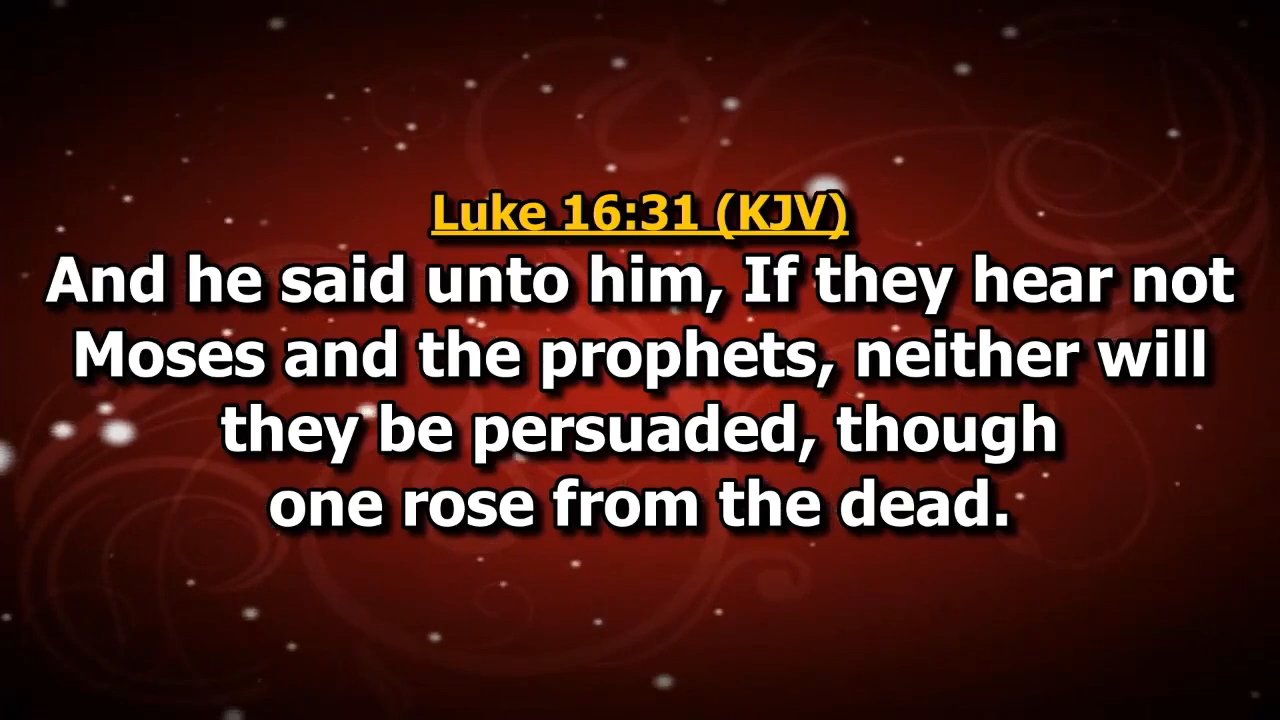 Luke 16:31 (KJV)
And he said unto him, If they hear not
Moses and the prophets, neither will
they be persuaded, though
one rose from the dead.